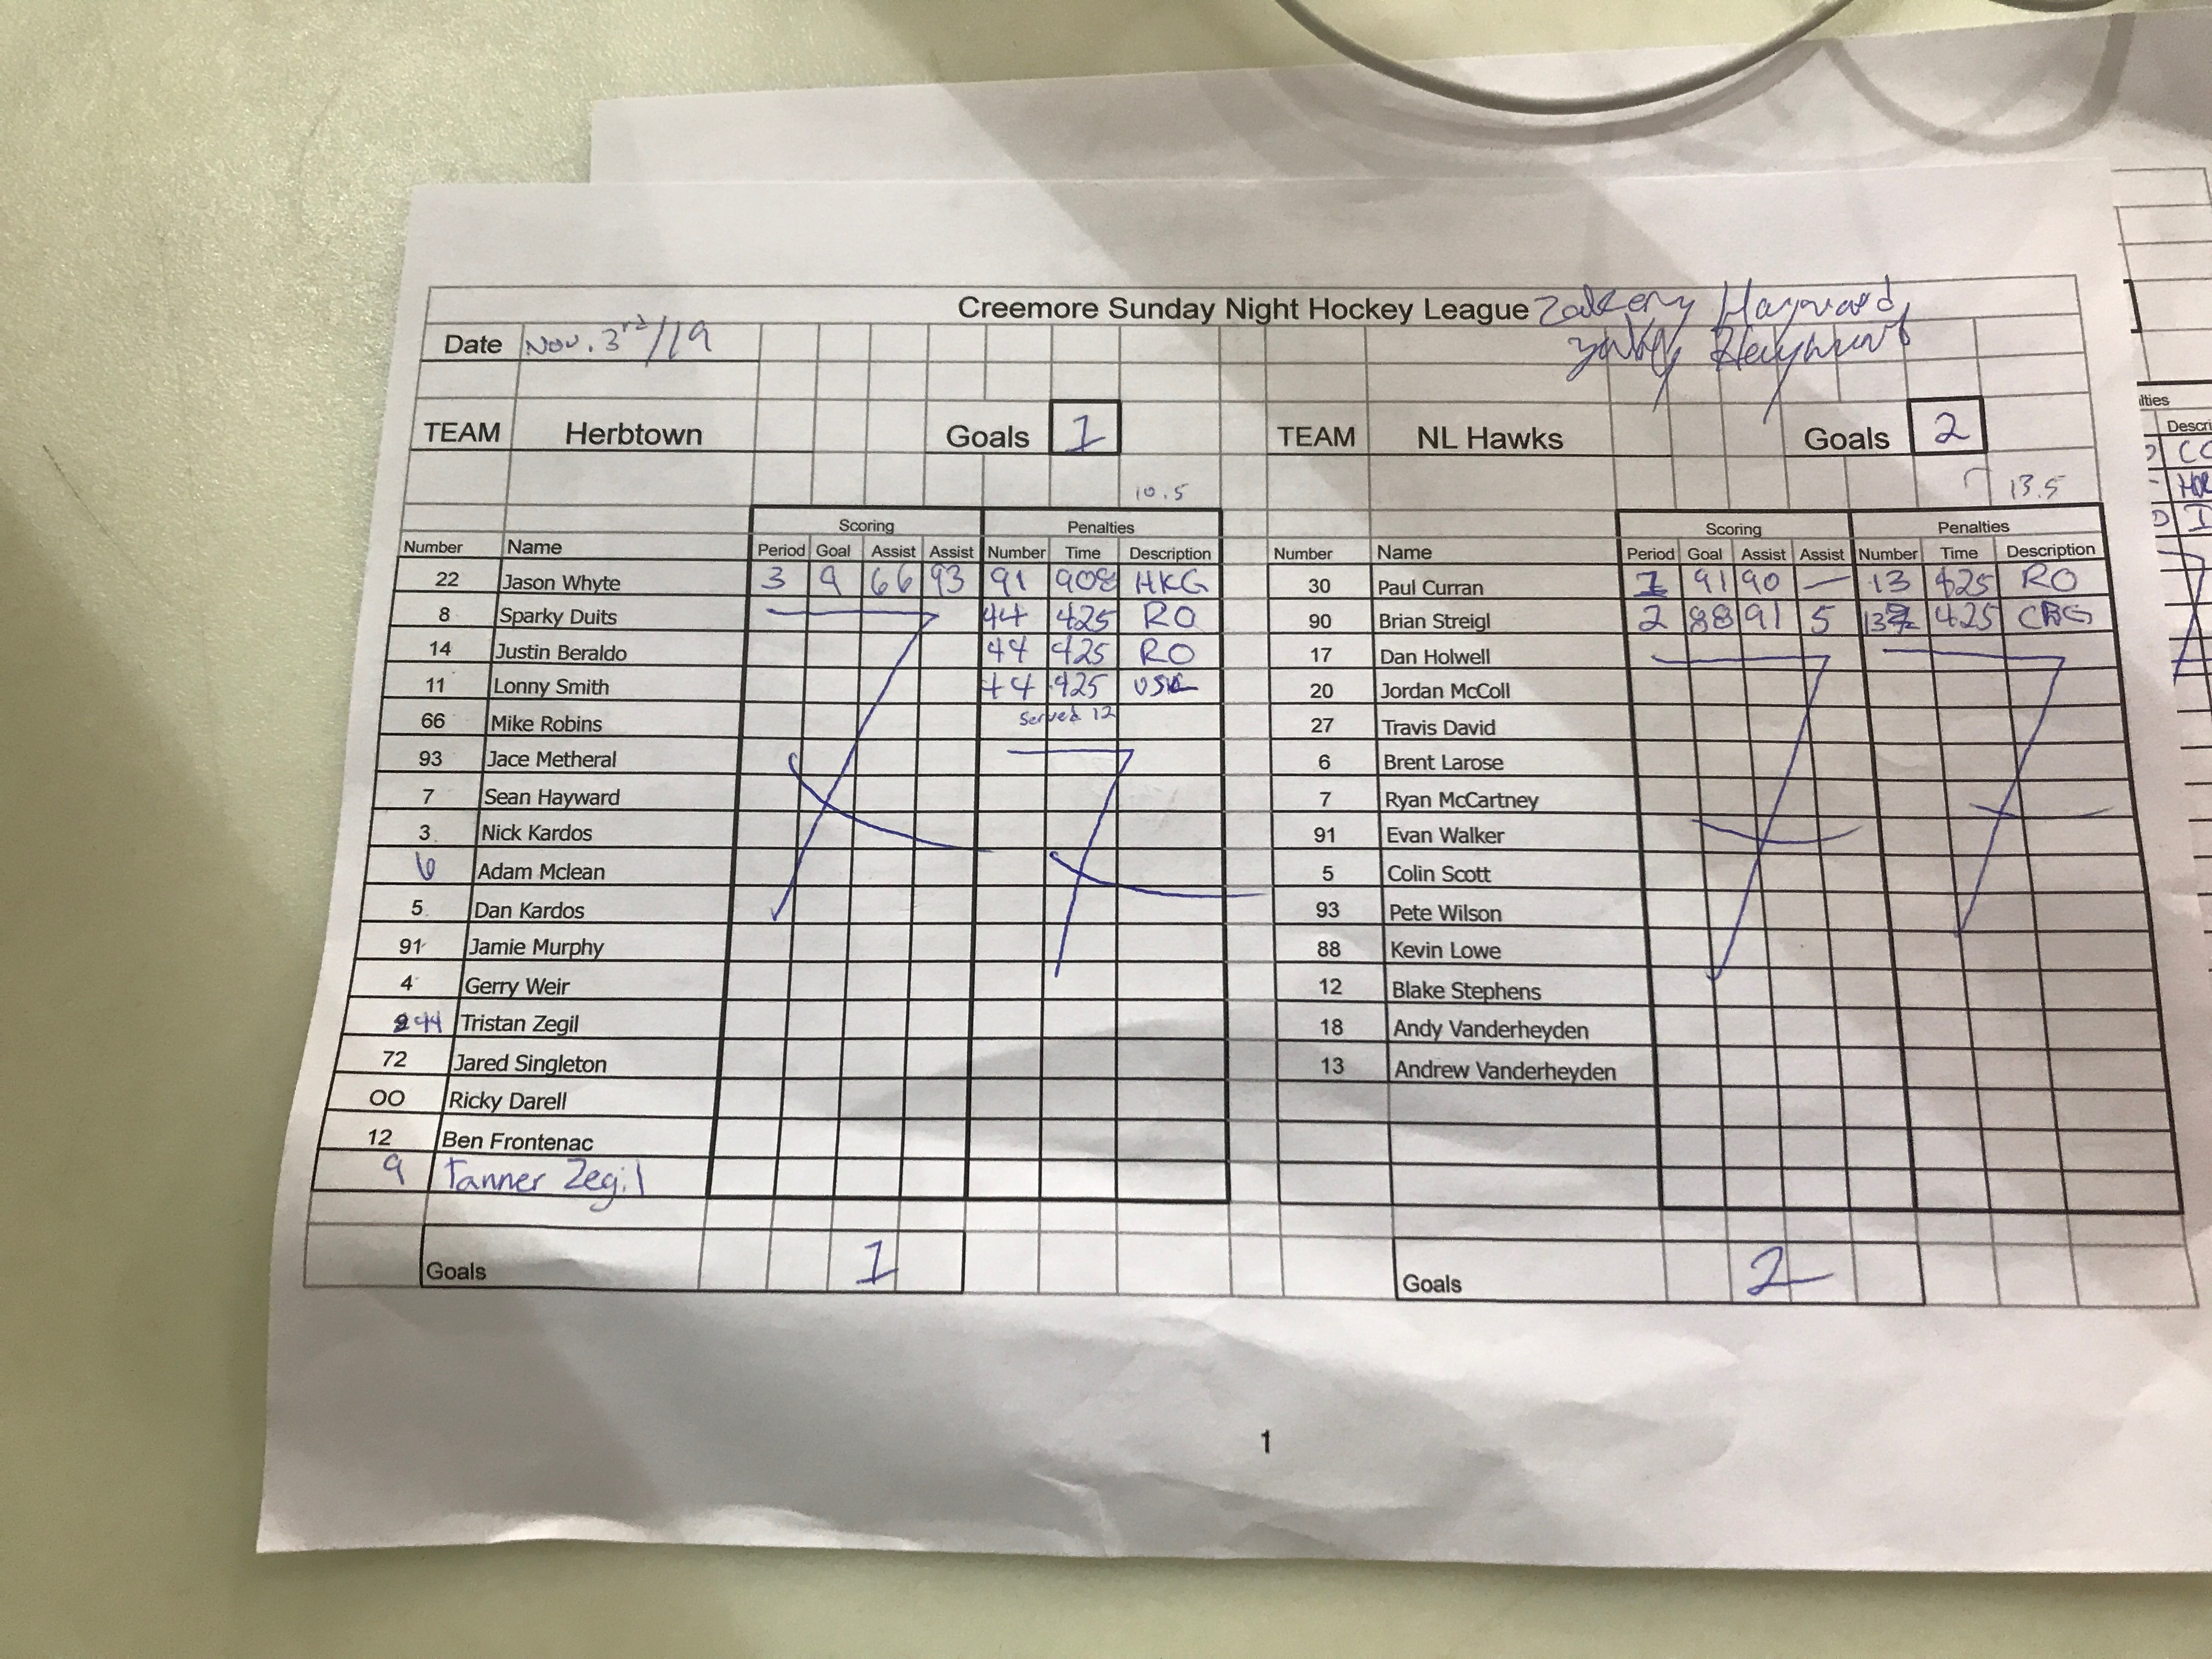 Creemore Sunday Night Hockey League Zakery Hayward
Date Nov. 3rd/19
TEAM Herbtown Goals 1 TEAM NL Hawks Goals 2
10.5 13.5
Scoring Penalties Scoring Penalties
Number Name Period Goal Assist Assist Number Time Description Number Name Period Goal Assist Assist Number Time Description
22 Jason Whyte 3 9 66 93 91 908 HKG 30 Paul Curran 1 91 90 — 13 425 RO
8 Sparky Duits 44 425 RO 90 Brian Streigl 2 88 91 5 13 425
14 Justin Beraldo 44 425 RO 17 Dan Holwell
11 Lonny Smith 44 425 20 Jordan McColl
66 Mike Robins Served 12 27 Travis David
93 Jace Metheral 6 Brent Larose
7 Sean Hayward 7 Ryan McCartney
3 Nick Kardos 91 Evan Walker
6 Adam Mclean 5 Colin Scott
5 Dan Kardos 93 Pete Wilson
91 Jamie Murphy 88 Kevin Lowe
4 Gerry Weir 12 Blake Stephens
44 Tristan Zegil 18 Andy Vanderheyden
72 Jared Singleton 13 Andrew Vanderheyden
OO Ricky Darell
12 Ben Frontenac
9 Tanner Zegil
Goals 1 Goals 2
1